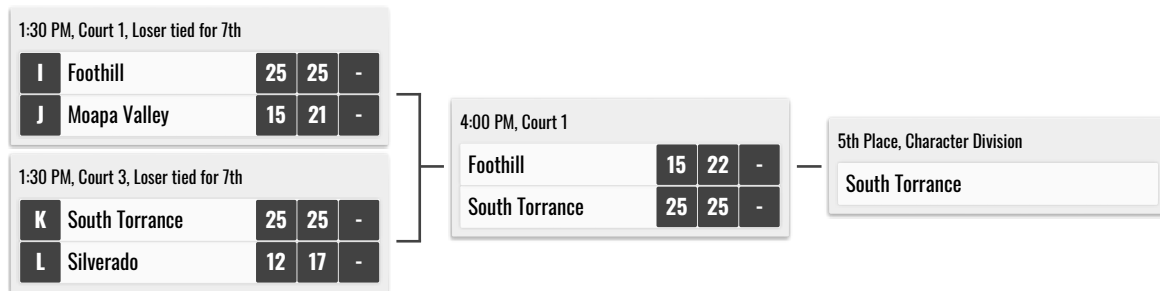 1:30 PM, Court 1, Loser tied for 7th
I Foothill 25 25 -
J Moapa Valley 15 21 -
1:30 PM, Court 3, Loser tied for 7th
K South Torrance 25 25 -
L Silverado 12 17 -
4:00 PM, Court 1
Foothill 15 22 -
South Torrance 25 25 -
5th Place, Character Division
South Torrance